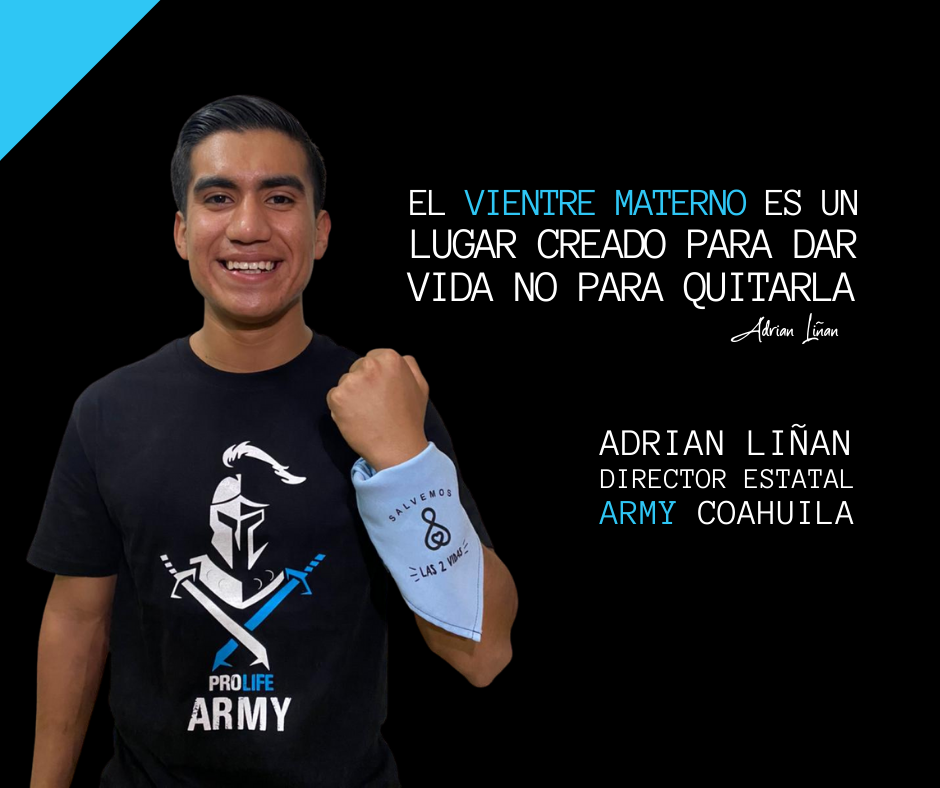 EL VIENTRE MATERNO ES UN
LUGAR CREADO PARA DAR
VIDA NO PARA QUITARLA
Adrian Liñan
ADRIAN LIÑAN
DIRECTOR ESTATAL
ARMY COAHUILA
SALVEMOS
LAS 2 VIDAS
PROLIFE
ARMY